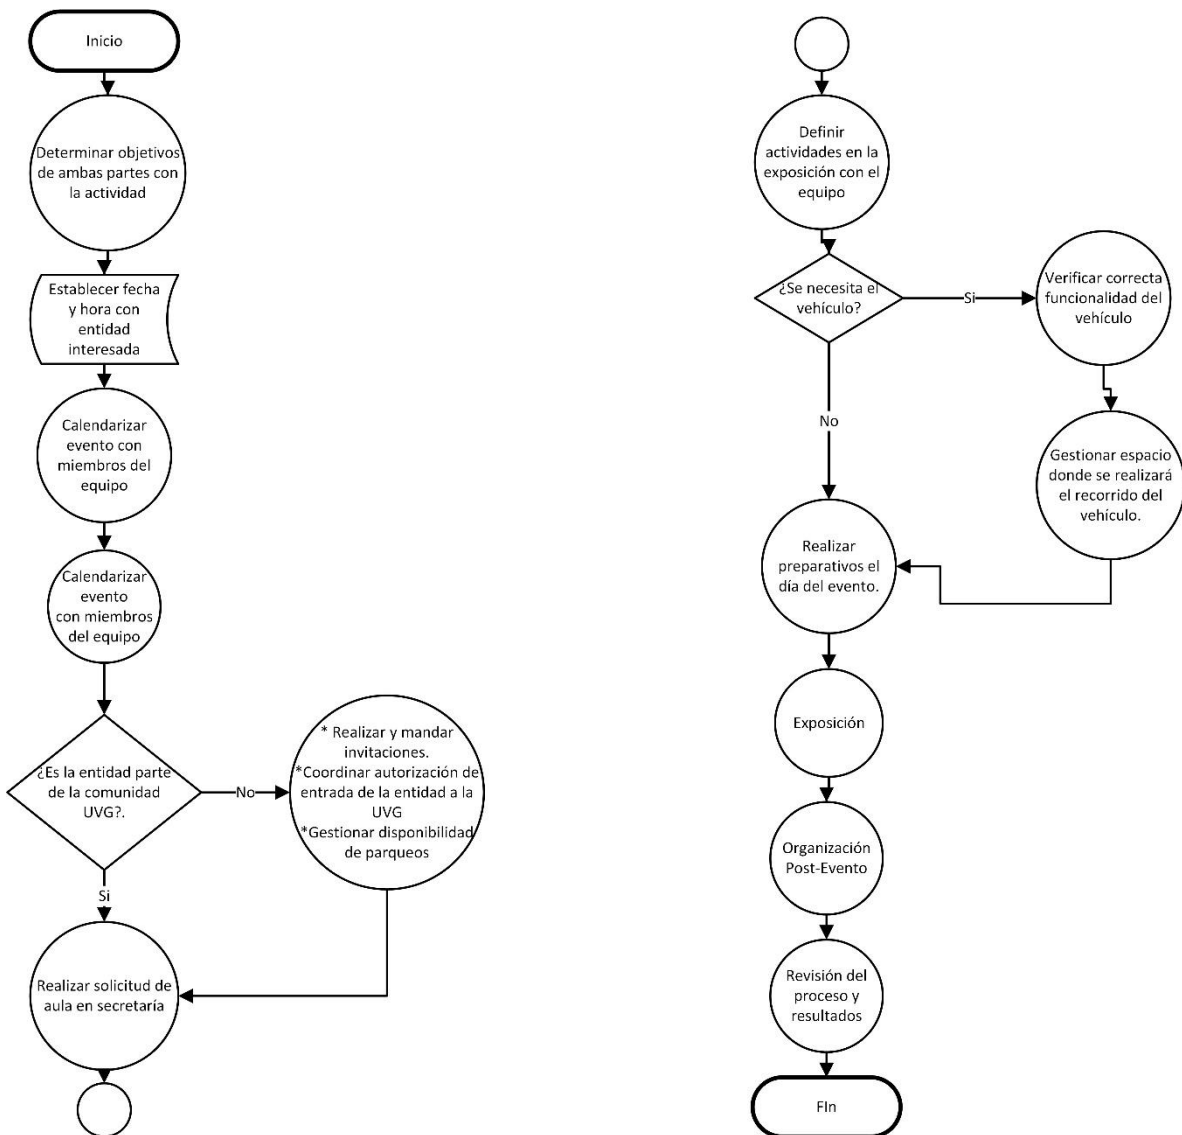 Inicio
Determinar objetivos
de ambas partes con
la actividad
Establecer fecha
y hora con
entidad
interesada
Calendarizar
evento con
miembros del
equipo
Calendarizar
evento
con miembros
del equipo
¿Es la entidad parte
de la comunidad
UVG?.
No
* Realizar y mandar
invitaciones.
*Coordinar autorización de
entrada de la entidad a la
UVG
*Gestionar disponibilidad
de parqueos
Si
Realizar solicitud de
aula en secretaría
Definir
actividades en la
exposición con el
equipo
¿Se necesita el
vehículo?
Si
Verificar correcta
funcionalidad del
vehículo
Gestionar espacio
donde se realizará
el recorrido del
vehículo.
No
Realizar
preparativos el
día del evento.
Exposición
Organización
Post-Evento
Revisión del
proceso y
resultados
FIn